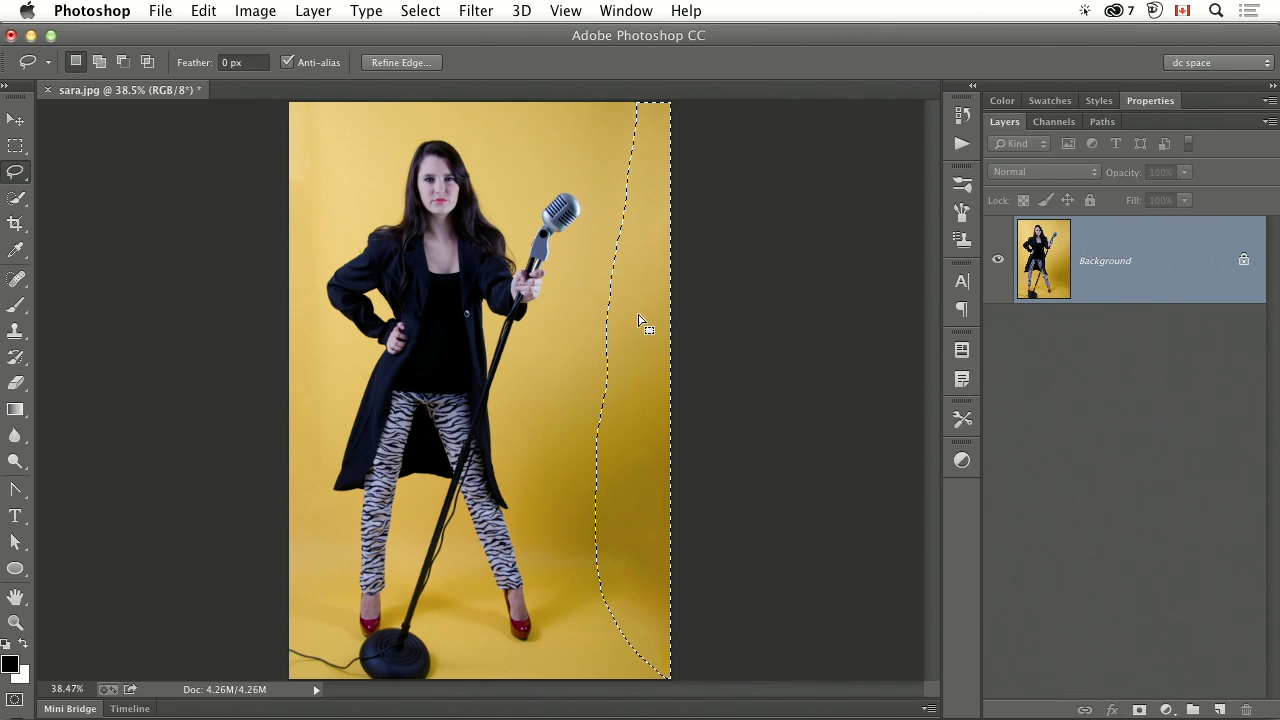 Photoshop File Edit Image Layer Type Select Filter 3D View Window Help 7
Adobe Photoshop CC
Feather: 0 px Anti-alias Refine Edge... dc space
sara.jpg @ 38.5% (RGB/8*) *
Color Swatches Styles Properties
Layers Channels Paths
Kind
Normal Opacity: 100%
Lock: Fill: 100%
Background
38.47% Doc: 4.26M/4.26M
Mini Bridge Timeline